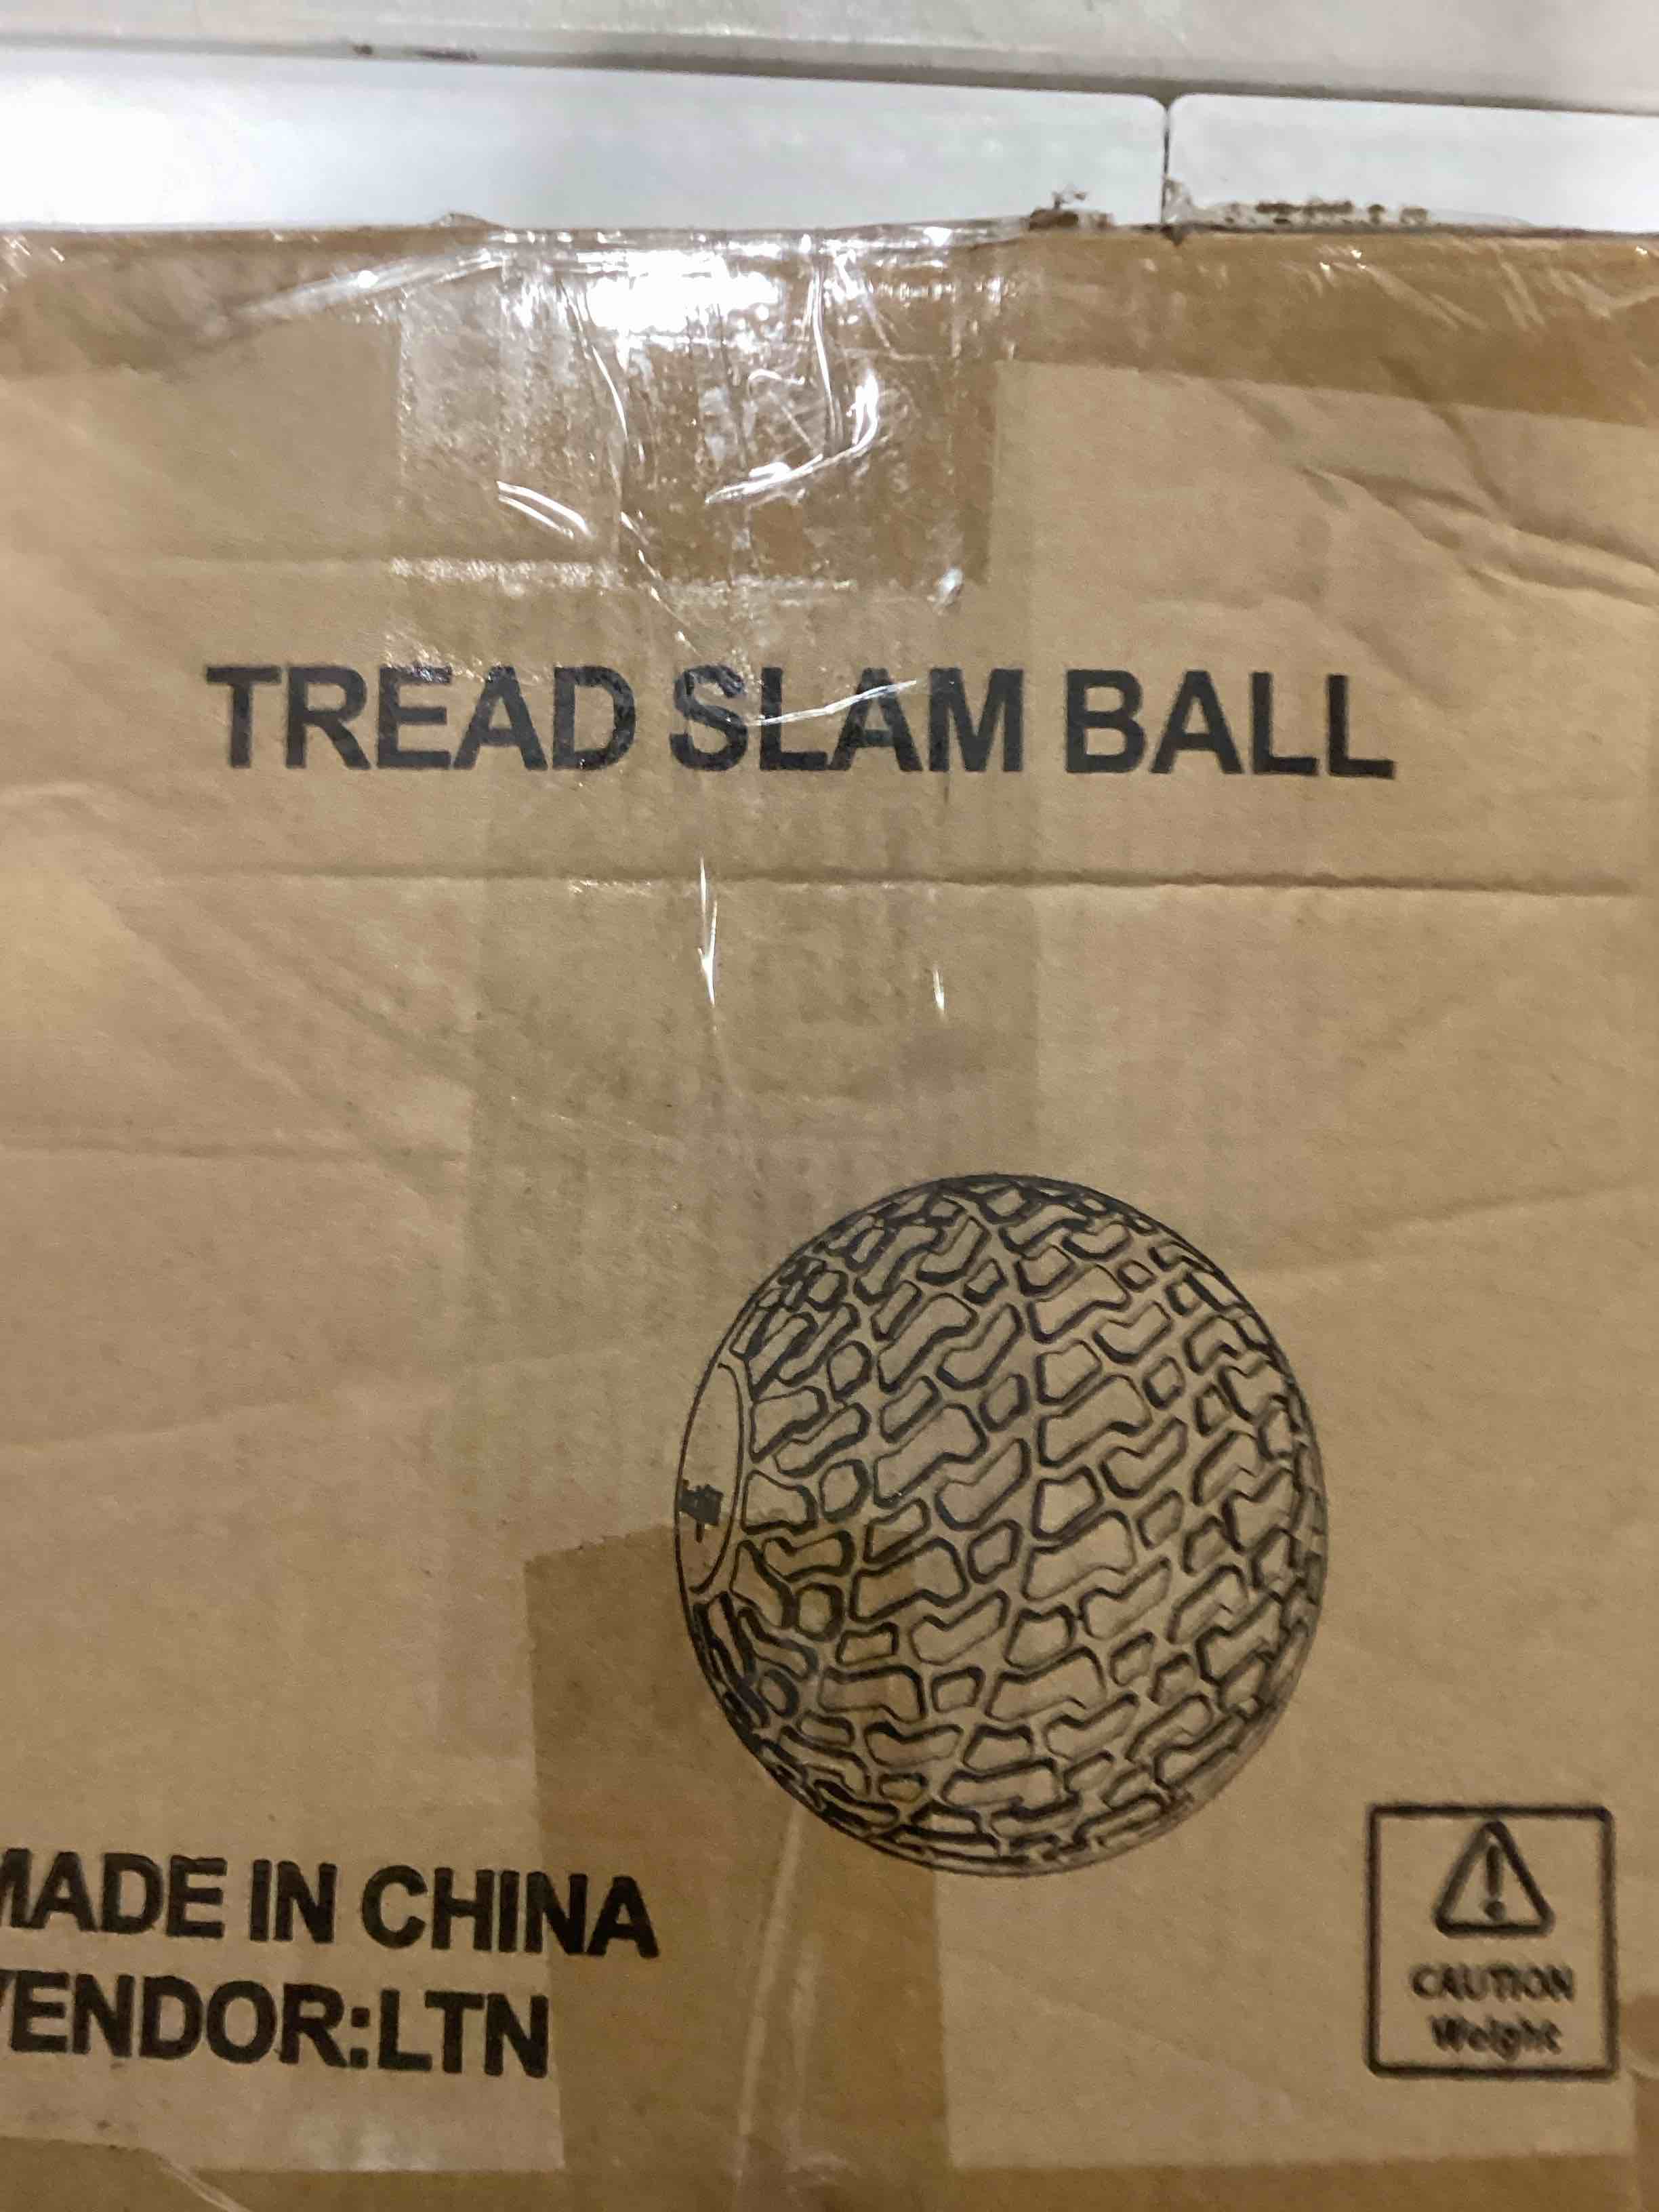 TREAD SLAM BALL
MADE IN CHINA
VENDOR:LTN
CAUTION
Weight